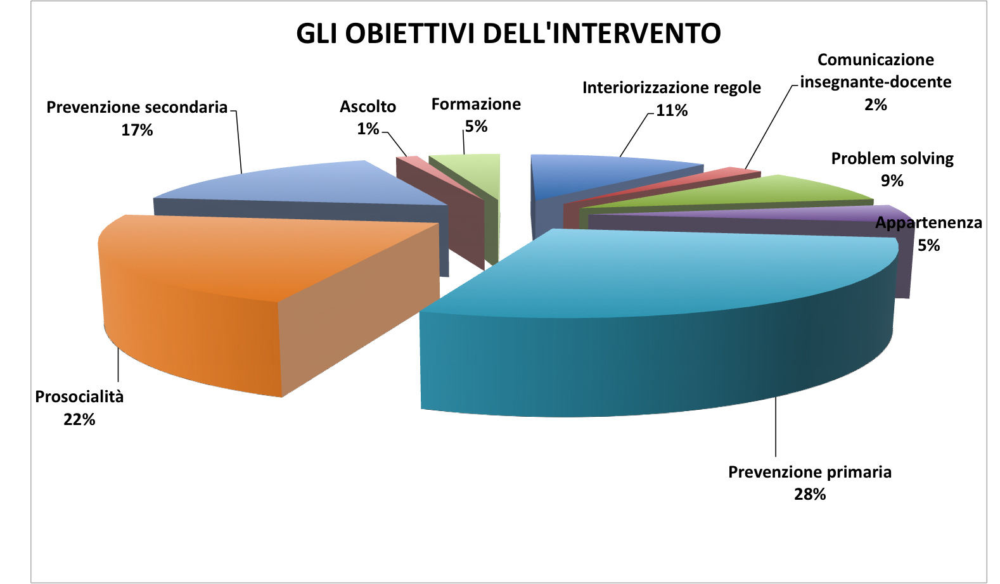 GLI OBIETTIVI DELL'INTERVENTO
Comunicazione
insegnante-docente
2%
Interiorizzazione regole
11%
Formazione
5%
Ascolto
1%
Prevenzione secondaria
17%
Problem solving
9%
Appartenenza
5%
Prosocialità
22%
Prevenzione primaria
28%